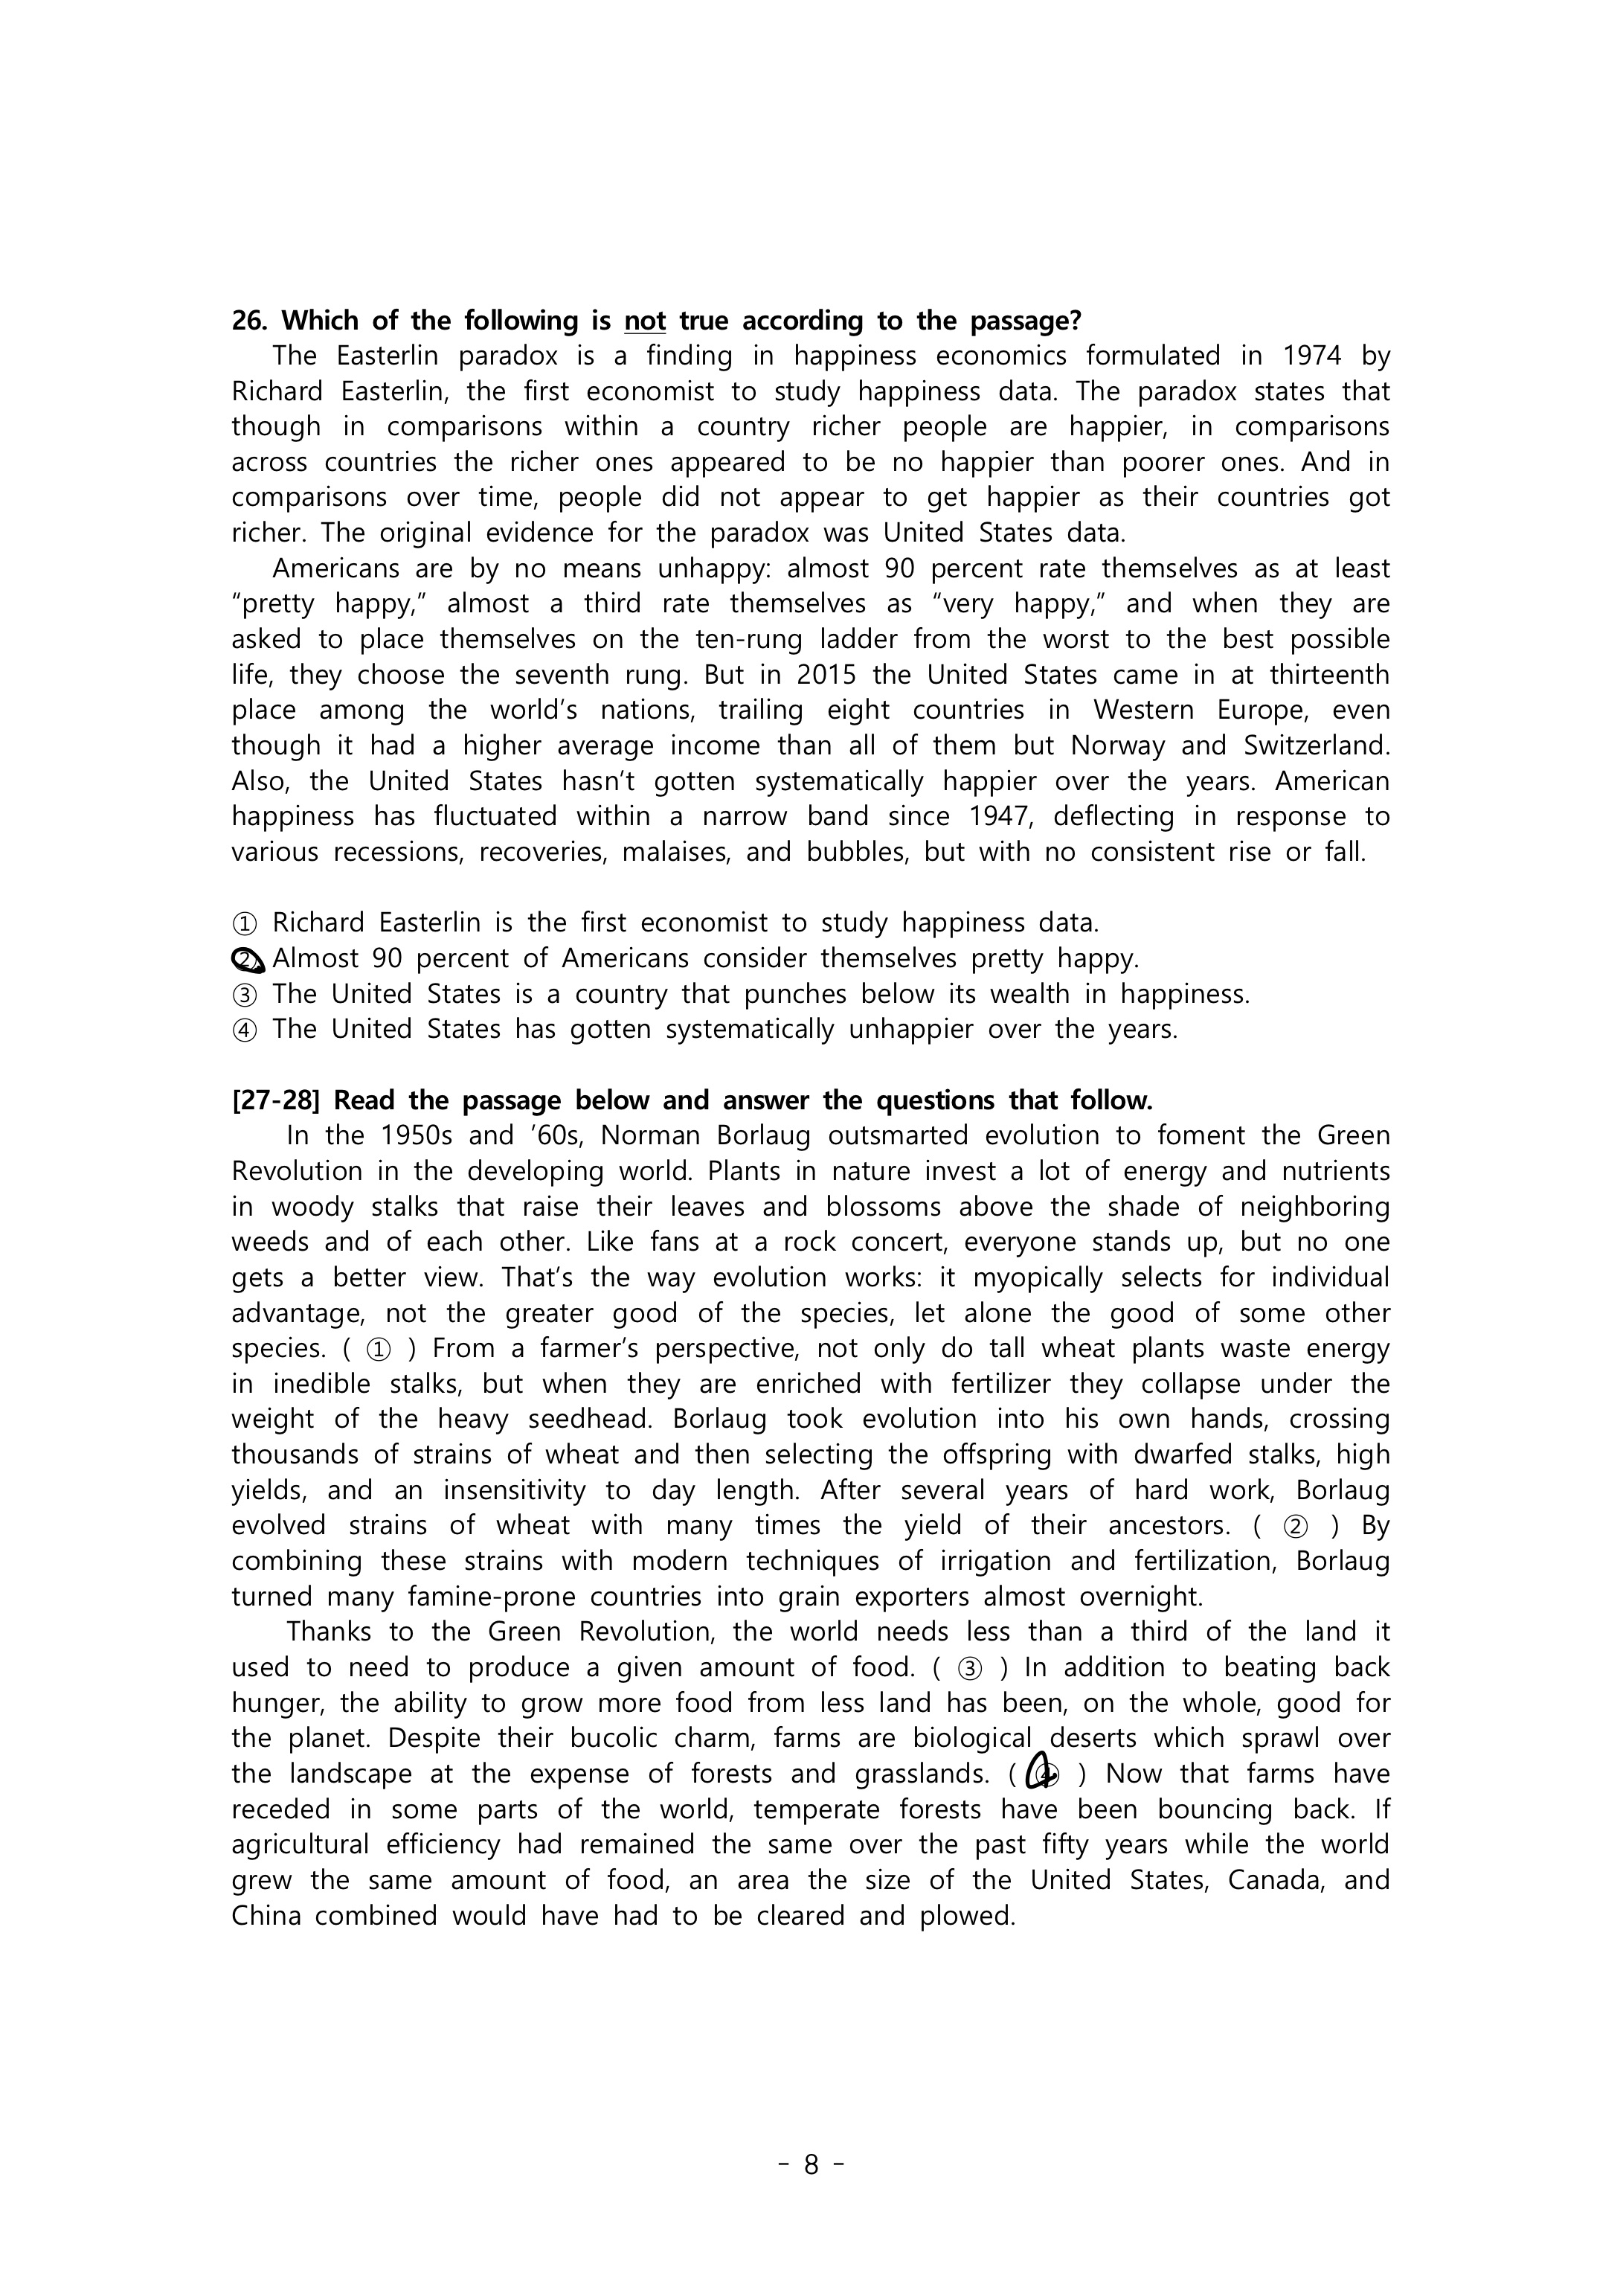 26. Which of the following is not true according to the passage?
The Easterlin paradox is a finding in happiness economics formulated in 1974 by
Richard Easterlin, the first economist to study happiness data. The paradox states that
though in comparisons within a country richer people are happier, in comparisons
across countries the richer ones appeared to be no happier than poorer ones. And in
comparisons over time, people did not appear to get happier as their countries got
richer. The original evidence for the paradox was United States data.
Americans are by no means unhappy: almost 90 percent rate themselves as at least
“pretty happy,” almost a third rate themselves as “very happy,” and when they are
asked to place themselves on the ten-rung ladder from the worst to the best possible
life, they choose the seventh rung. But in 2015 the United States came in at thirteenth
place among the world’s nations, trailing eight countries in Western Europe, even
though it had a higher average income than all of them but Norway and Switzerland.
Also, the United States hasn’t gotten systematically happier over the years. American
happiness has fluctuated within a narrow band since 1947, deflecting in response to
various recessions, recoveries, malaises, and bubbles, but with no consistent rise or fall.
① Richard Easterlin is the first economist to study happiness data.
② Almost 90 percent of Americans consider themselves pretty happy.
③ The United States is a country that punches below its wealth in happiness.
④ The United States has gotten systematically unhappier over the years.
[27-28] Read the passage below and answer the questions that follow.
In the 1950s and ’60s, Norman Borlaug outsmarted evolution to foment the Green
Revolution in the developing world. Plants in nature invest a lot of energy and nutrients
in woody stalks that raise their leaves and blossoms above the shade of neighboring
weeds and of each other. Like fans at a rock concert, everyone stands up, but no one
gets a better view. That’s the way evolution works: it myopically selects for individual
advantage, not the greater good of the species, let alone the good of some other
species. ( ① ) From a farmer’s perspective, not only do tall wheat plants waste energy
in inedible stalks, but when they are enriched with fertilizer they collapse under the
weight of the heavy seedhead. Borlaug took evolution into his own hands, crossing
thousands of strains of wheat and then selecting the offspring with dwarfed stalks, high
yields, and an insensitivity to day length. After several years of hard work, Borlaug
evolved strains of wheat with many times the yield of their ancestors. ( ② ) By
combining these strains with modern techniques of irrigation and fertilization, Borlaug
turned many famine-prone countries into grain exporters almost overnight.
Thanks to the Green Revolution, the world needs less than a third of the land it
used to need to produce a given amount of food. ( ③ ) In addition to beating back
hunger, the ability to grow more food from less land has been, on the whole, good for
the planet. Despite their bucolic charm, farms are biological deserts which sprawl over
the landscape at the expense of forests and grasslands. ( ④ ) Now that farms have
receded in some parts of the world, temperate forests have been bouncing back. If
agricultural efficiency had remained the same over the past fifty years while the world
grew the same amount of food, an area the size of the United States, Canada, and
China combined would have had to be cleared and plowed.
- 8 -